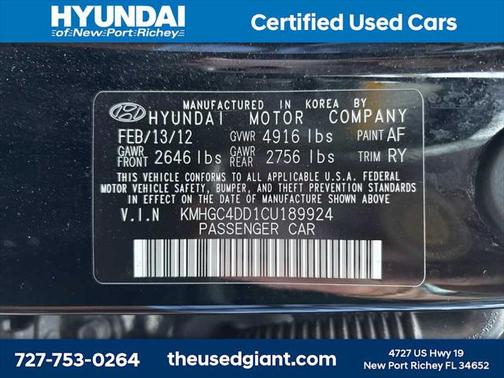 HYUNDAI
of New Port Richey
Certified Used Cars
MANUFACTURED IN KOREA BY
HYUNDAI MOTOR COMPANY
FEB/13/12 GVWR 4916 lbs PAINT AF
GAWR FRONT 2646 lbs GAWR REAR 2756 lbs TRIM RY
THIS VEHICLE CONFORMS TO ALL APPLICABLE U.S.A. FEDERAL
MOTOR VEHICLE SAFETY, BUMPER, AND THEFT PREVENTION
STANDARDS IN EFFECT ON THE DATE OF MANUFACTURE SHOWN ABOVE.
V.I.N KMHGC4DD1CU189924
PASSENGER CAR
727-753-0264
theusedgiant.com
4727 US Hwy 19
New Port Richey FL 34652